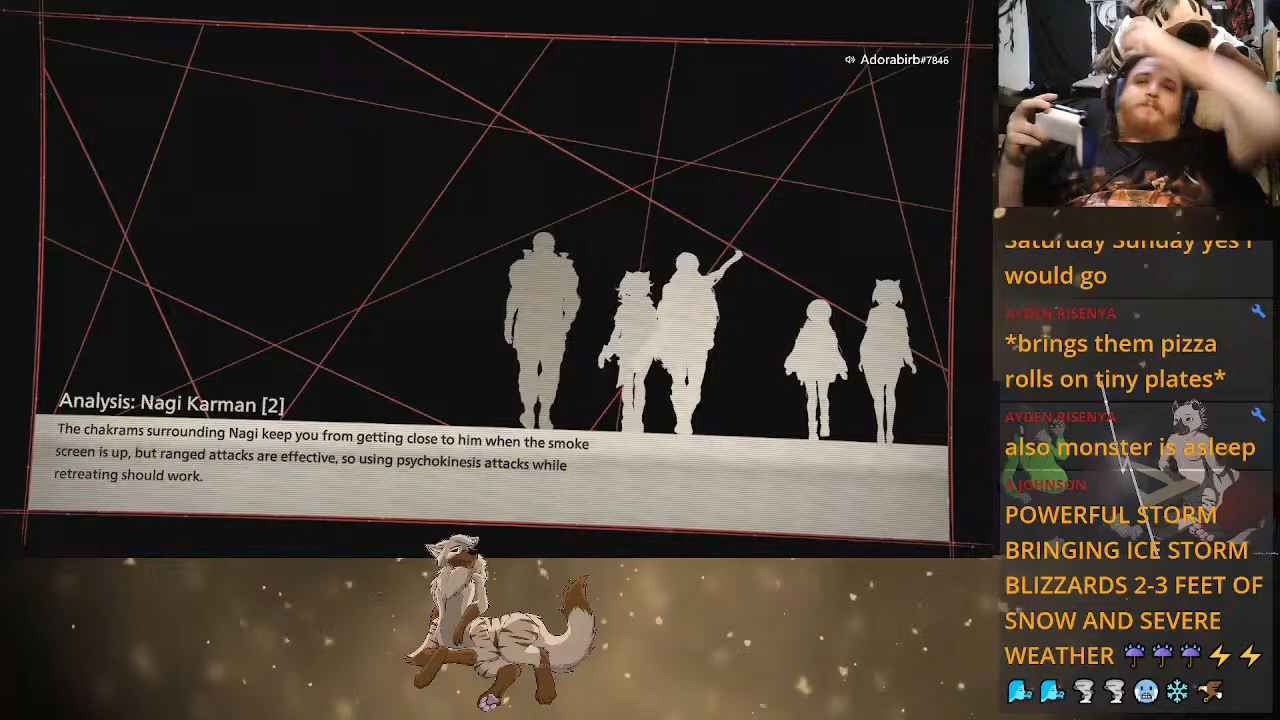 Adorabirb#7846
Analysis: Nagi Karman [2]
The chakrams surrounding Nagi keep you from getting close to him when the smoke
screen is up, but ranged attacks are effective, so using psychokinesis attacks while
retreating should work.
Saturday Sunday yes I
would go
AYDEN RISENYA
*brings them pizza
rolls on tiny plates*
AYDEN RISENYA
also monster is asleep
A JOHNSON
POWERFUL STORM
BRINGING ICE STORM
BLIZZARDS 2-3 FEET OF
SNOW AND SEVERE
WEATHER ☔☔☔⚡⚡
🌬️🌬️🌪️🌪️🥶❄️🦅